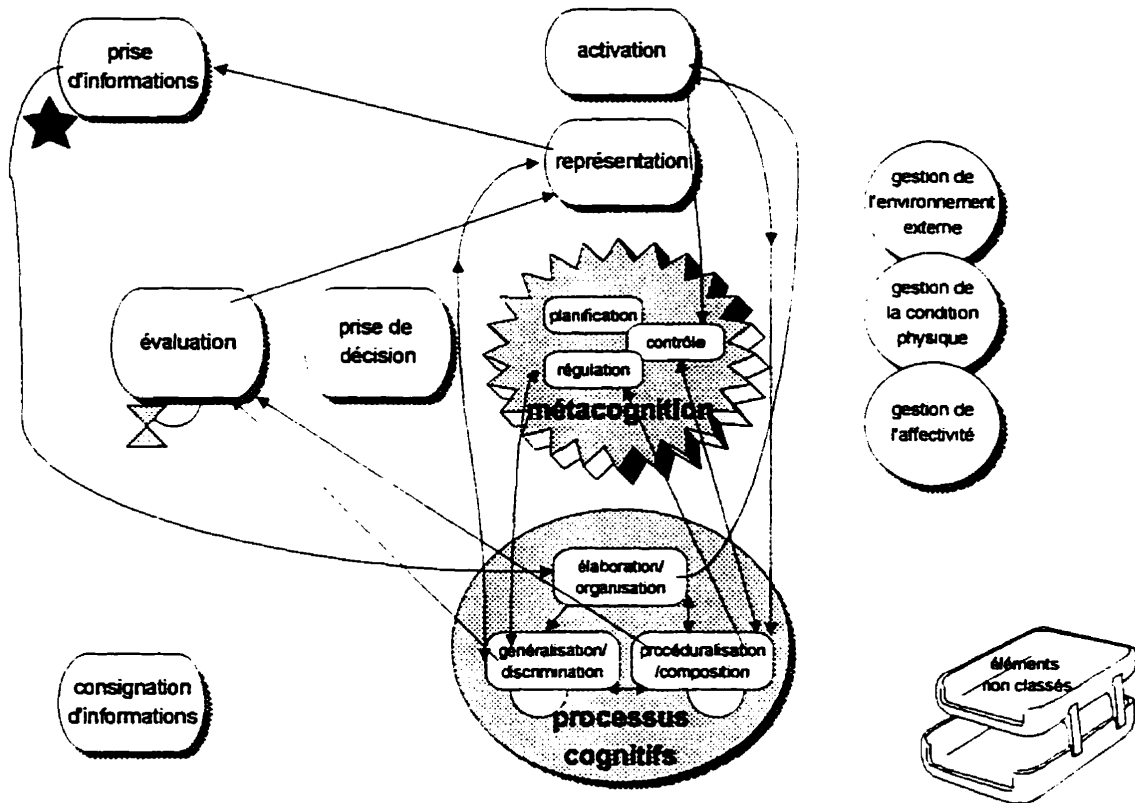 prise
d'informations
activation
représentation
gestion de
l'environnement
externe
planification
contrôle
régulation
métacognition
évaluation
prise de
décision
gestion de
la condition
physique
gestion de
l'affectivité
élaboration/
organisation
généralisation/
discrimination
procéduralisation
/composition
processus
cognitifs
consignation
d'informations
éléments
non classés